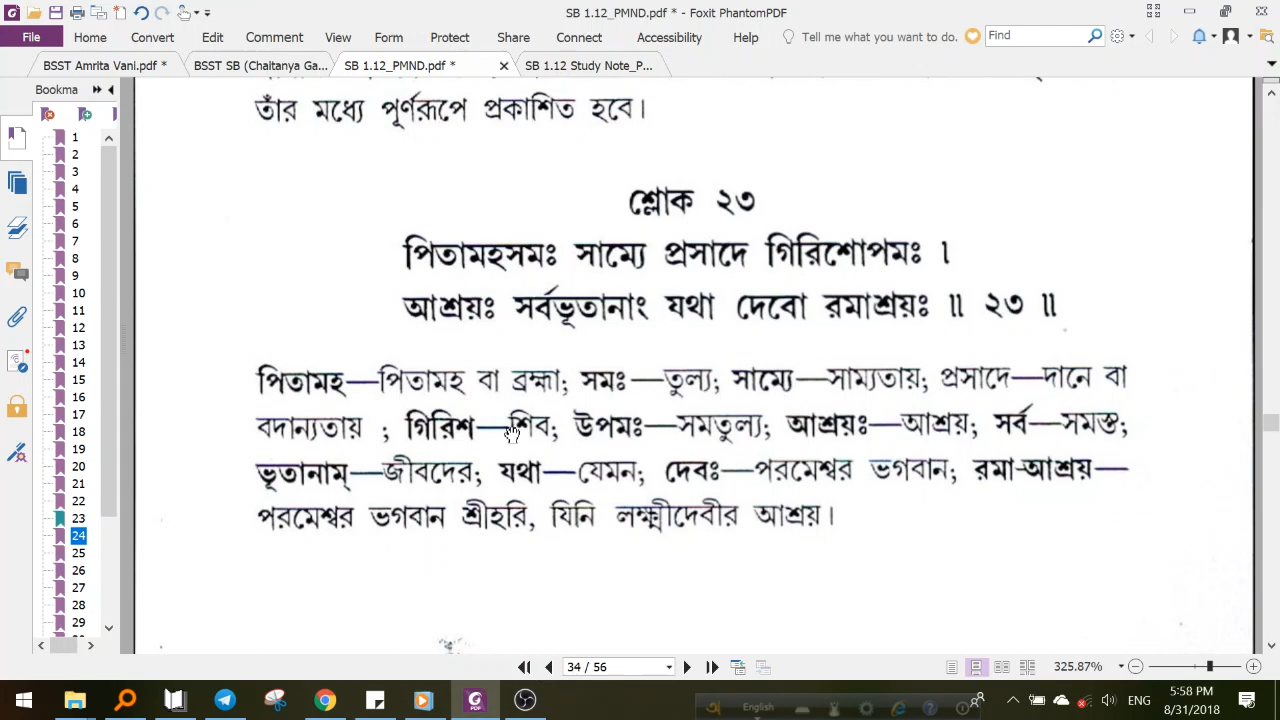 SB 1.12_PMND.pdf * - Foxit PhantomPDF
File Home Convert Edit Comment View Form Protect Share Connect Accessibility Help Tell me what you want to do. Find
BSST Amrita Vani.pdf * BSST SB (Chaitanya Ga... SB 1.12_PMND.pdf * SB 1.12 Study Note_P...
Bookma
1
2
3
4
5
6
7
8
9
10
11
12
13
14
15
16
17
18
19
20
21
22
23
24
25
26
27
28
29
তাঁর মধ্যে পূর্ণরূপে প্রকাশিত হবে।
শ্লোক ২৩
পিতামহসমঃ সাম্যে প্রসাদে গিরিশোপমঃ ।
আশ্রয়ঃ সর্বভূতানাং যথা দেবো রমাশ্রয়ঃ ॥ ২৩ ॥
পিতামহ—পিতামহ বা ব্রহ্মা; সমঃ—তুল্য; সাম্যে—সাম্যতায়; প্রসাদে—দানে বা
বদান্যতায় ; গিরিশ—শিব; উপমঃ—সমতুল্য; আশ্রয়ঃ—আশ্রয়; সর্ব—সমস্ত;
ভূতানাম্—জীবদের; যথা—যেমন; দেবঃ—পরমেশ্বর ভগবান; রমা-আশ্রয়—
পরমেশ্বর ভগবান শ্রীহরি, যিনি লক্ষ্মীদেবীর আশ্রয়।
34 / 56 325.87%
English
ENG 5:58 PM
8/31/2018